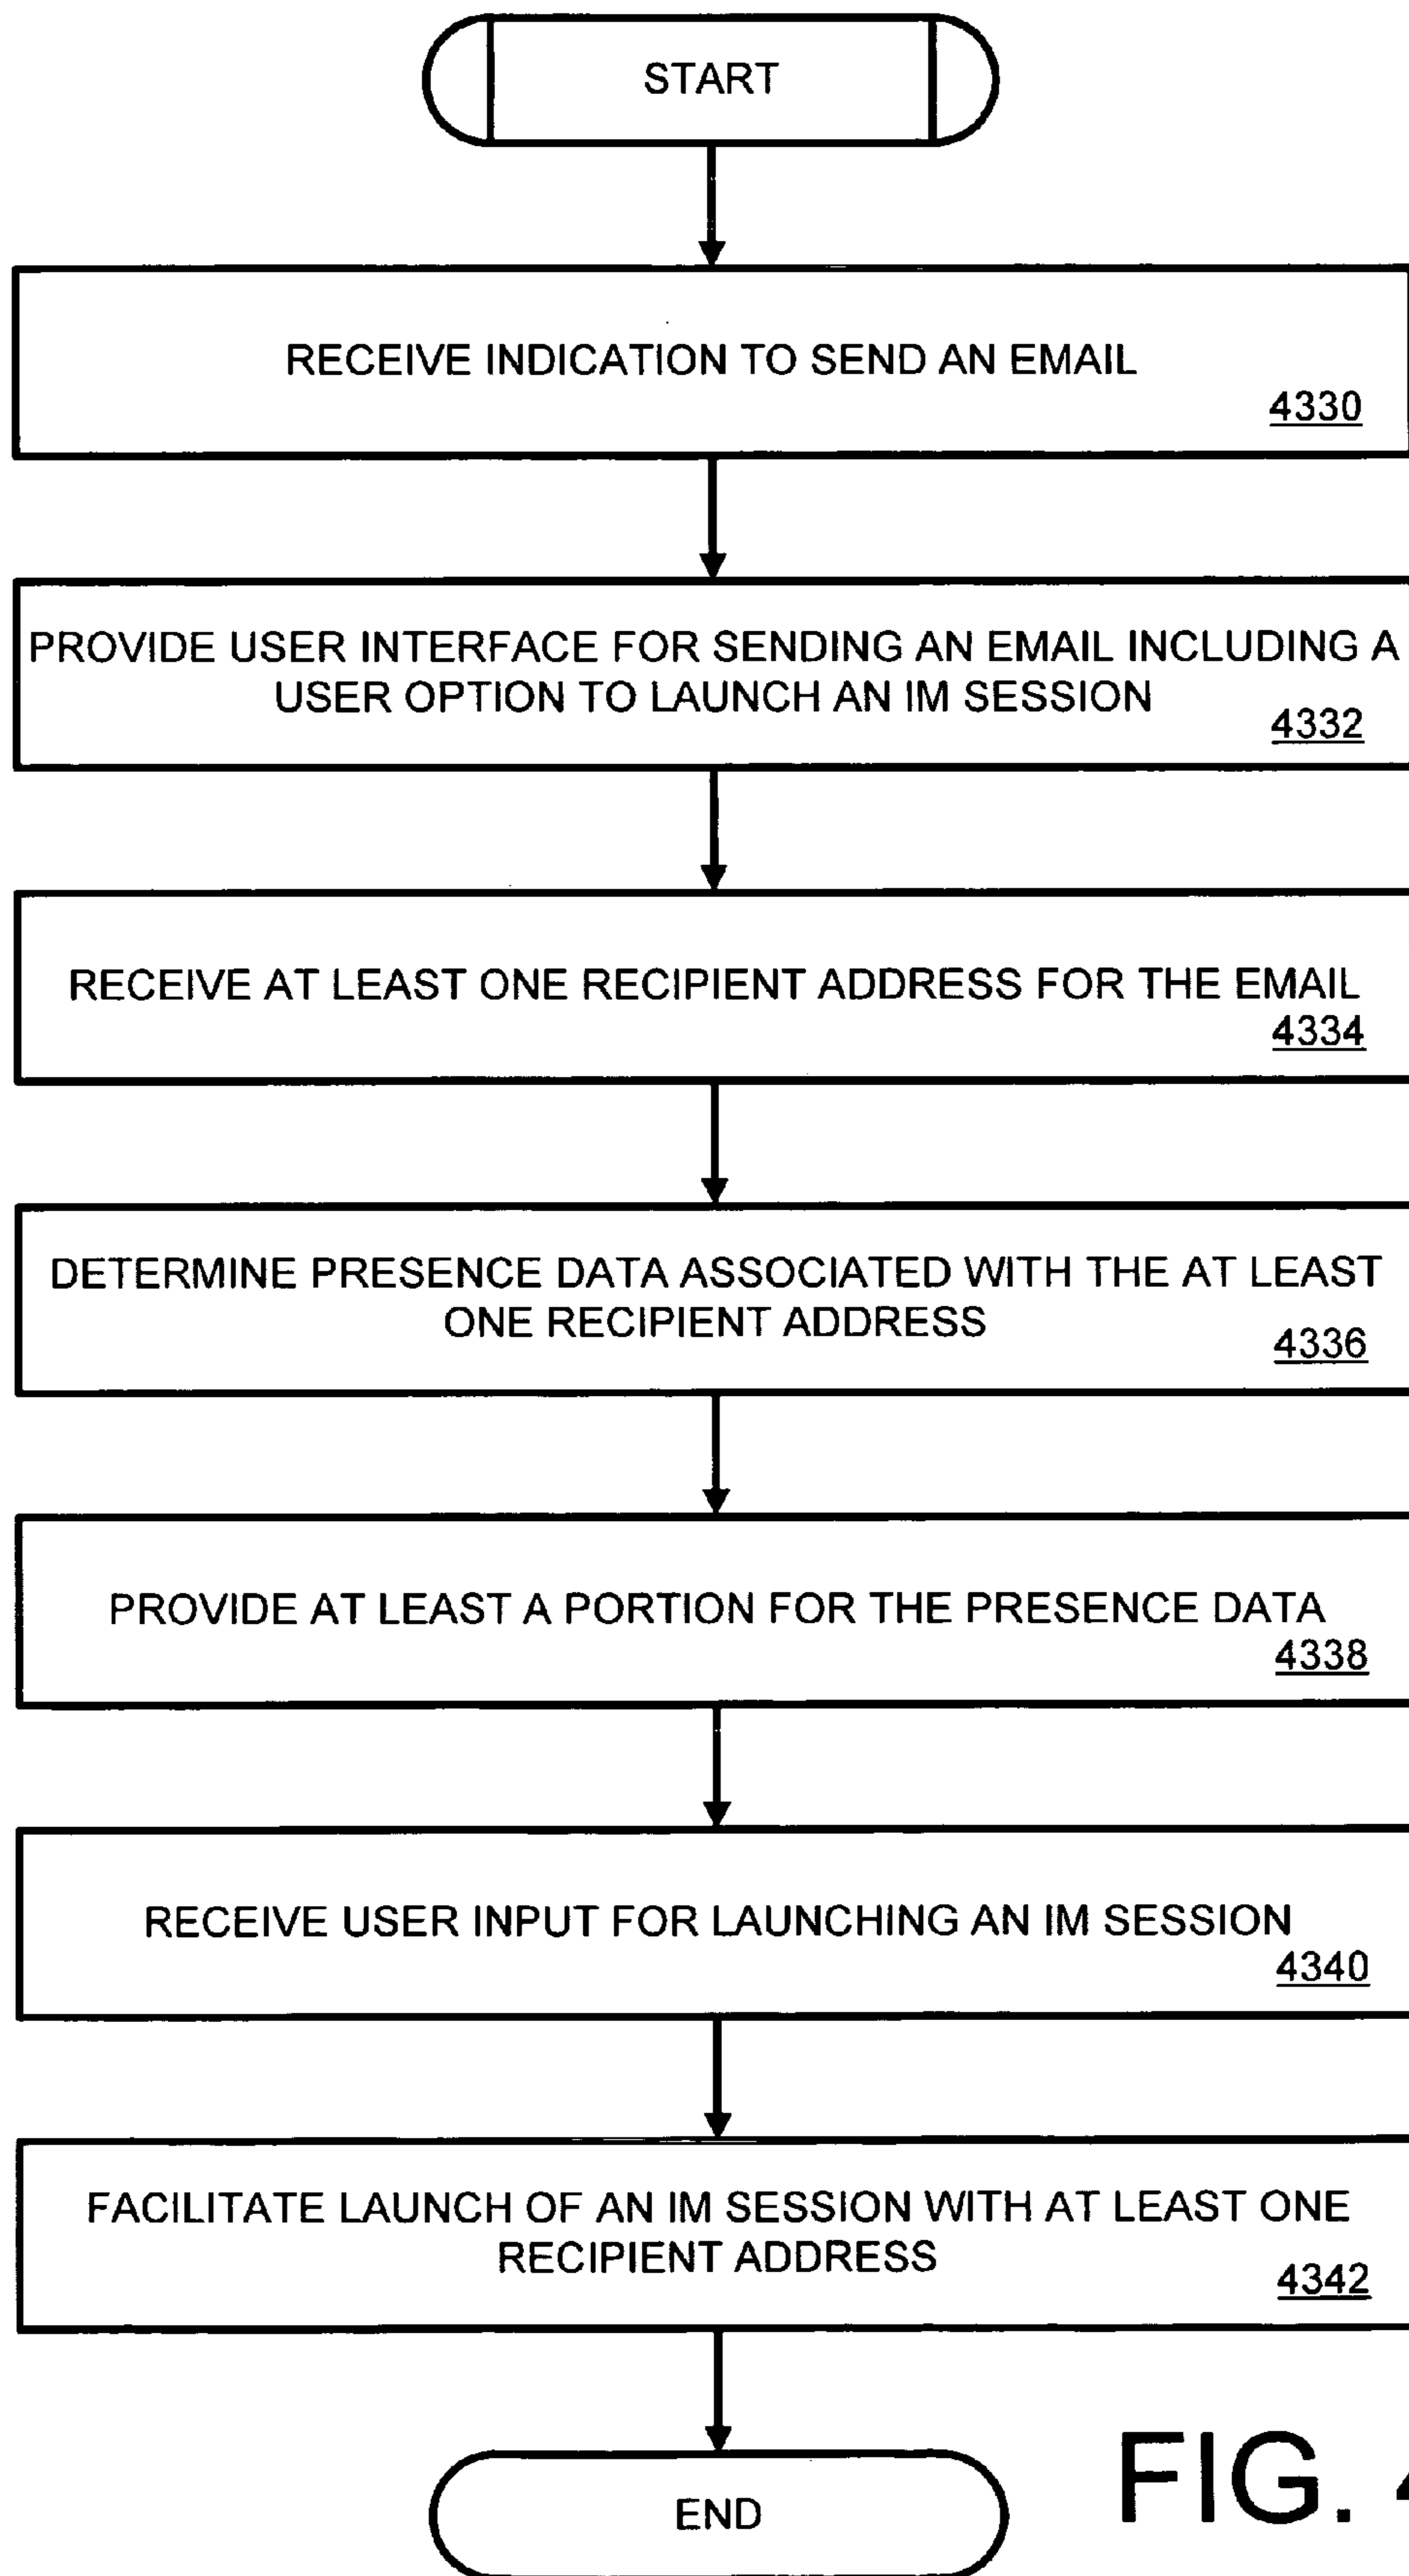 START
RECEIVE INDICATION TO SEND AN EMAIL
4330
PROVIDE USER INTERFACE FOR SENDING AN EMAIL INCLUDING A
USER OPTION TO LAUNCH AN IM SESSION
4332
RECEIVE AT LEAST ONE RECIPIENT ADDRESS FOR THE EMAIL
4334
DETERMINE PRESENCE DATA ASSOCIATED WITH THE AT LEAST
ONE RECIPIENT ADDRESS
4336
PROVIDE AT LEAST A PORTION FOR THE PRESENCE DATA
4338
RECEIVE USER INPUT FOR LAUNCHING AN IM SESSION
4340
FACILITATE LAUNCH OF AN IM SESSION WITH AT LEAST ONE
RECIPIENT ADDRESS
4342
END
FIG.